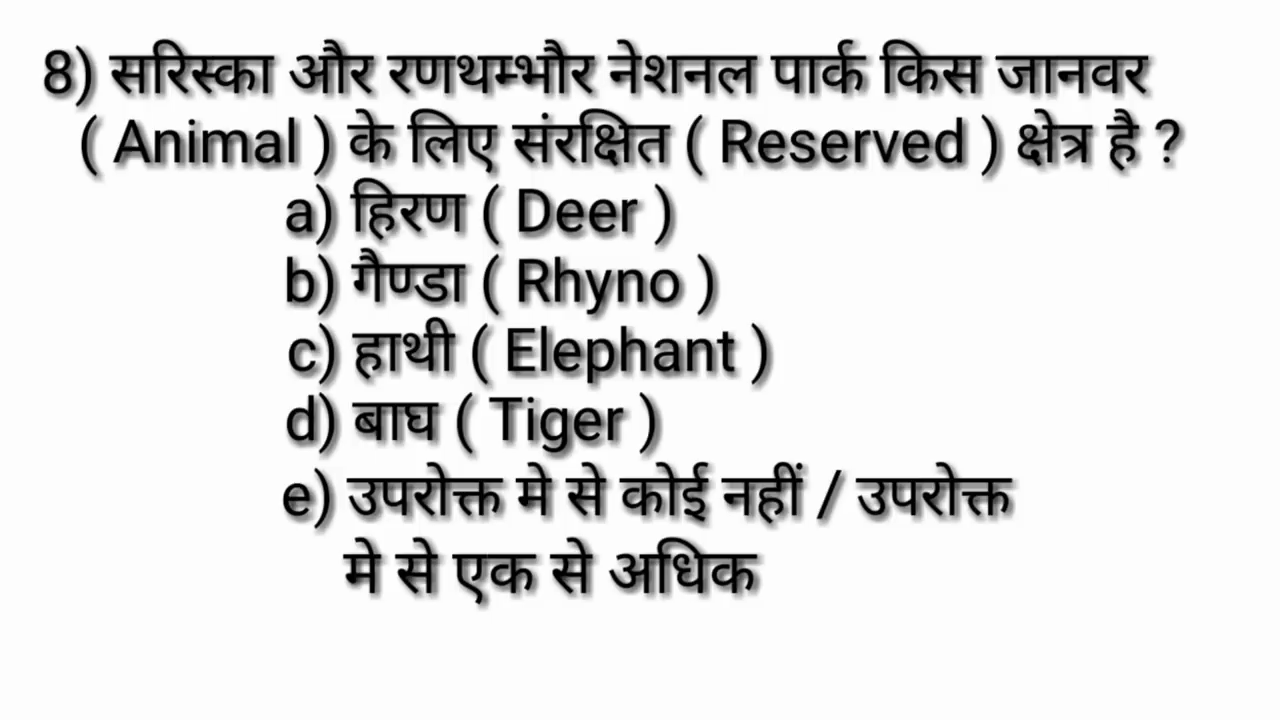 8) सरिस्का और रणथम्भौर नेशनल पार्क किस जानवर
( Animal ) के लिए संरक्षित ( Reserved ) क्षेत्र है ?
a) हिरण ( Deer )
b) गैण्डा ( Rhyno )
c) हाथी ( Elephant )
d) बाघ ( Tiger )
e) उपरोक्त मे से कोई नहीं / उपरोक्त
मे से एक से अधिक